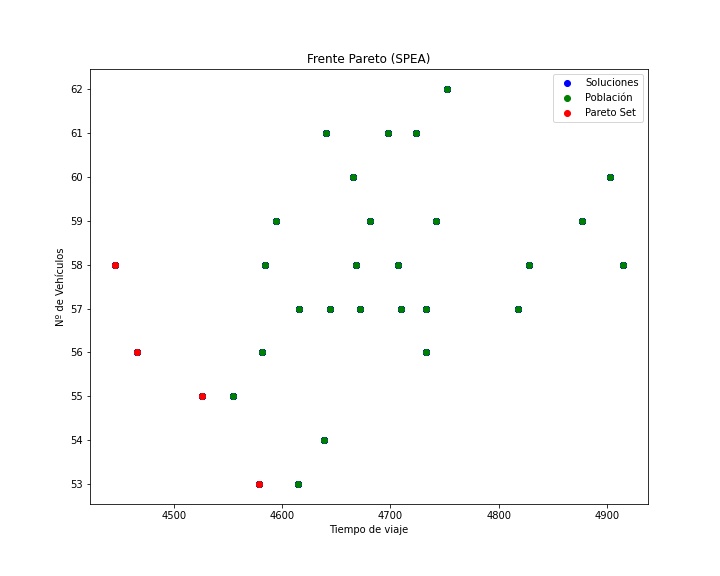 Frente Pareto (SPEA)
Soluciones
Población
Pareto Set
Nº de Vehículos
62
61
60
59
58
57
56
55
54
53
4500 4600 4700 4800 4900
Tiempo de viaje